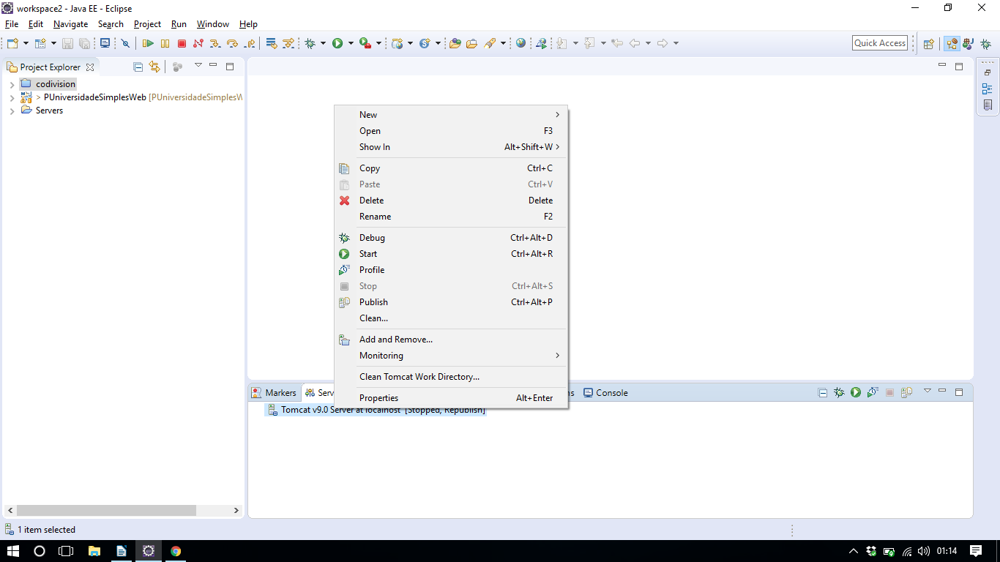 workspace2 - Java EE - Eclipse
File Edit Navigate Search Project Run Window Help
Quick Access
Project Explorer
codivision
> PUniversidadeSimplesWeb [PUniversidadeSimplesW
Servers
New
Open F3
Show In Alt+Shift+W
Copy Ctrl+C
Paste Ctrl+V
Delete Delete
Rename F2
Debug Ctrl+Alt+D
Start Ctrl+Alt+R
Profile
Stop Ctrl+Alt+S
Publish Ctrl+Alt+P
Clean...
Add and Remove...
Monitoring
Clean Tomcat Work Directory...
Properties Alt+Enter
Markers Serv ns Console
Tomcat v9.0 Server at localhost [Stopped, Republish]
1 item selected
01:14